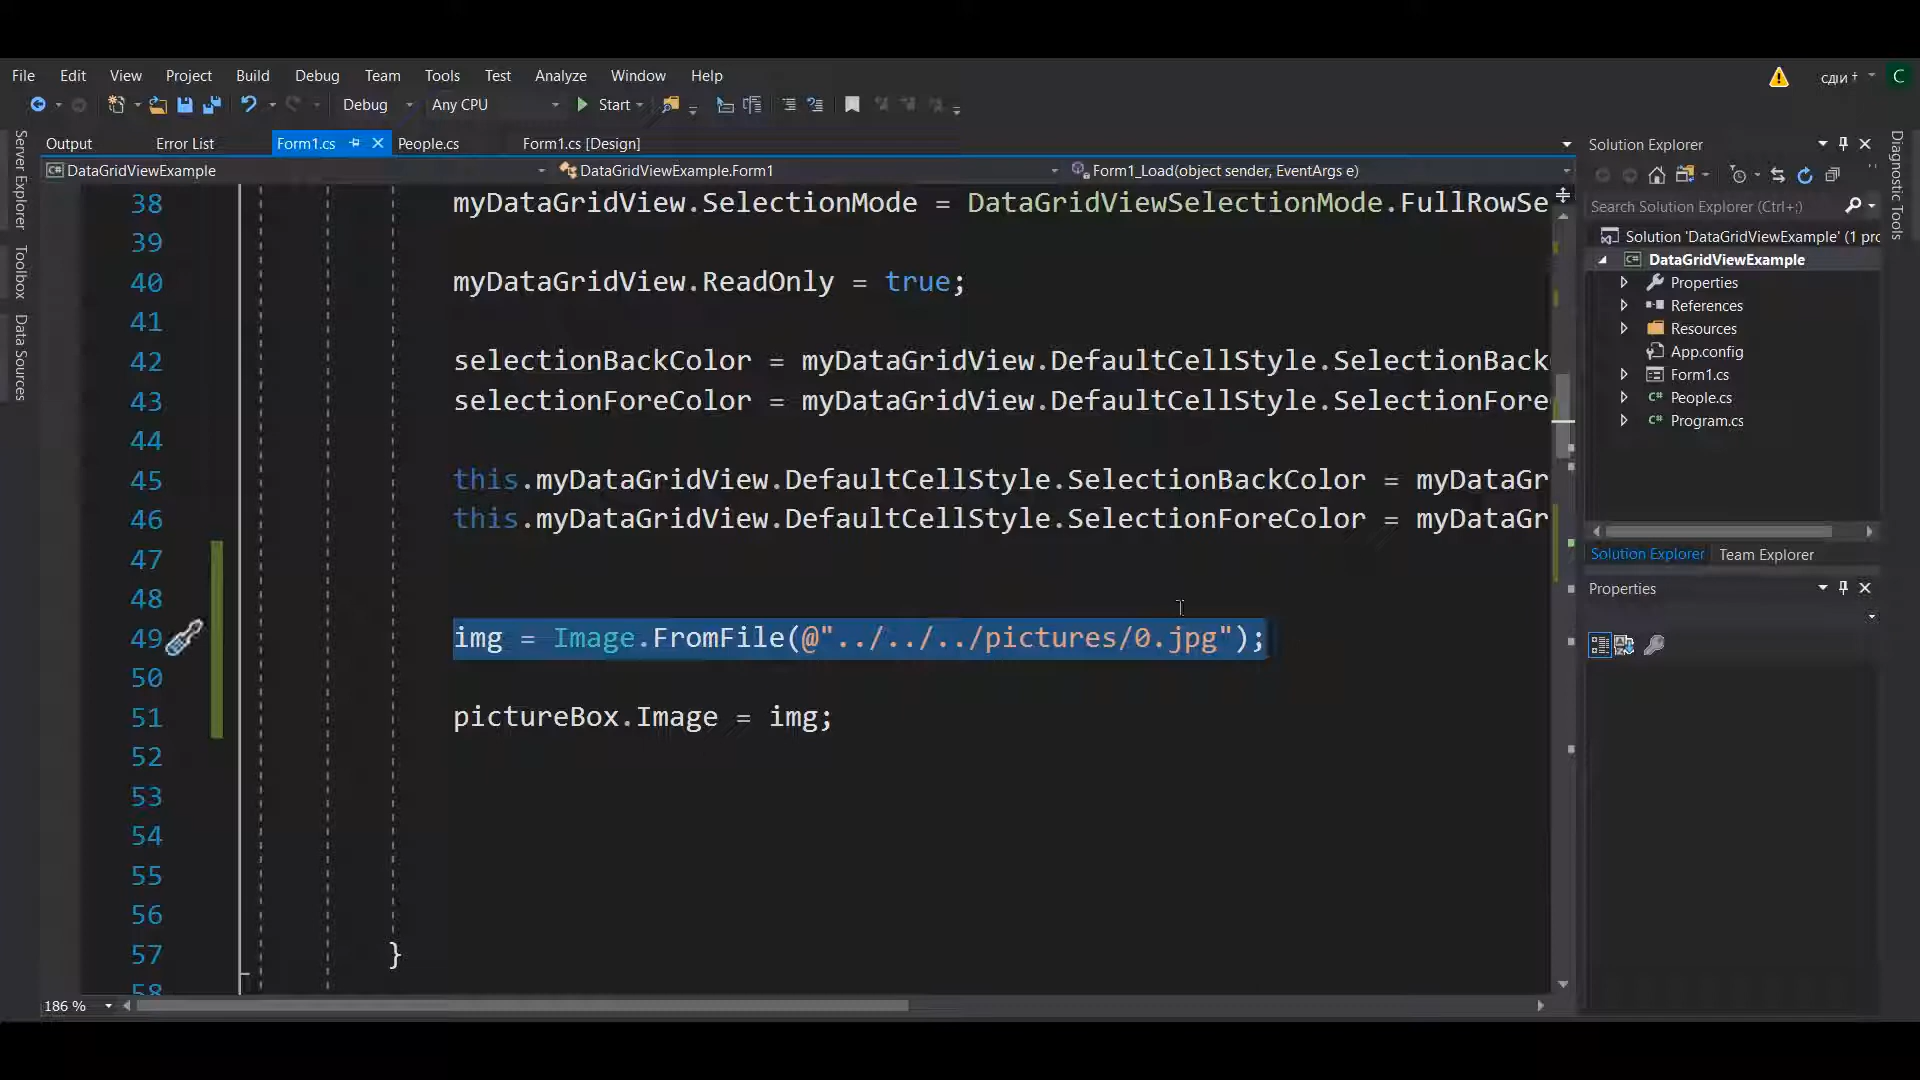 File Edit View Project Build Debug Team Tools Test Analyze Window Help
Debug Any CPU Start
Output Error List Form1.cs People.cs Form1.cs [Design]
DataGridViewExample DataGridViewExample.Form1 Form1_Load(object sender, EventArgs e)
Server Explorer
Toolbox
Data Sources
38 myDataGridView.SelectionMode = DataGridViewSelectionMode.FullRowSe
39
40 myDataGridView.ReadOnly = true;
41
42 selectionBackColor = myDataGridView.DefaultCellStyle.SelectionBack
43 selectionForeColor = myDataGridView.DefaultCellStyle.SelectionFore
44
45 this.myDataGridView.DefaultCellStyle.SelectionBackColor = myDataGr
46 this.myDataGridView.DefaultCellStyle.SelectionForeColor = myDataGr
47
48
49 img = Image.FromFile(@"../../../pictures/0.jpg");
50
51 pictureBox.Image = img;
52
53
54
55
56
57 }
58
186 %
C
Solution Explorer
Search Solution Explorer (Ctrl+;)
Solution 'DataGridViewExample' (1 pro
DataGridViewExample
Properties
References
Resources
App.config
Form1.cs
People.cs
Program.cs
Solution Explorer Team Explorer
Properties
Diagnostic Tools